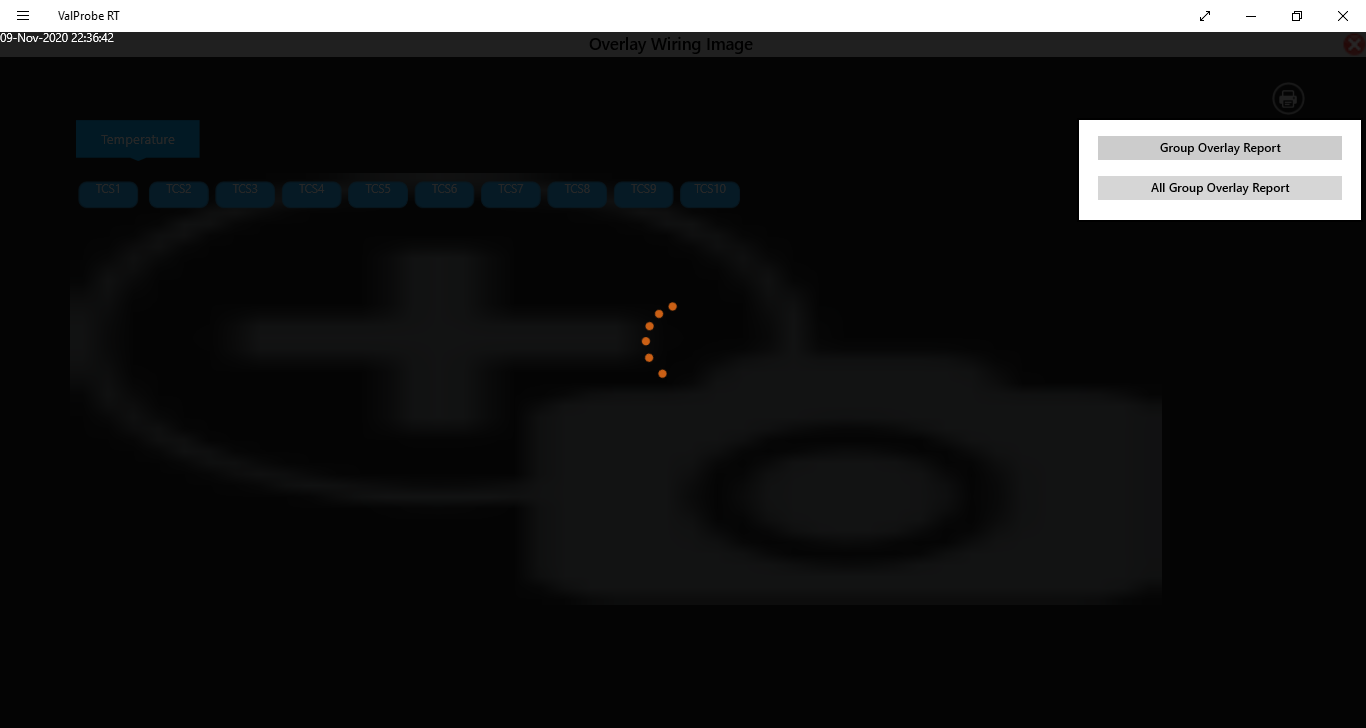 ValProbe RT
09-Nov-2020 22:36:42
Overlay Wiring Image
Temperature
Group Overlay Report
All Group Overlay Report
TCS1 TCS2 TCS3 TCS4 TCS5 TCS6 TCS7 TCS8 TCS9 TCS10